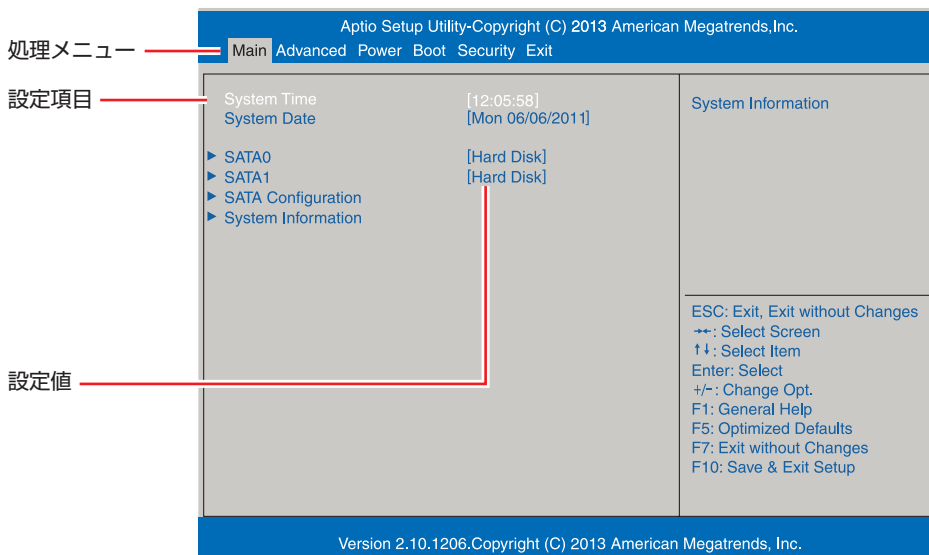 Aptio Setup Utility-Copyright (C) 2013 American Megatrends,Inc.
処理メニュー
Main Advanced Power Boot Security Exit
設定項目
System Time [12:05:58]
System Date [Mon 06/06/2011]
System Information
▶ SATA0 [Hard Disk]
▶ SATA1 [Hard Disk]
▶ SATA Configuration
▶ System Information
設定値
ESC: Exit, Exit without Changes
→←: Select Screen
↑↓: Select Item
Enter: Select
+/-: Change Opt.
F1: General Help
F5: Optimized Defaults
F7: Exit without Changes
F10: Save & Exit Setup
Version 2.10.1206.Copyright (C) 2013 American Megatrends, Inc.